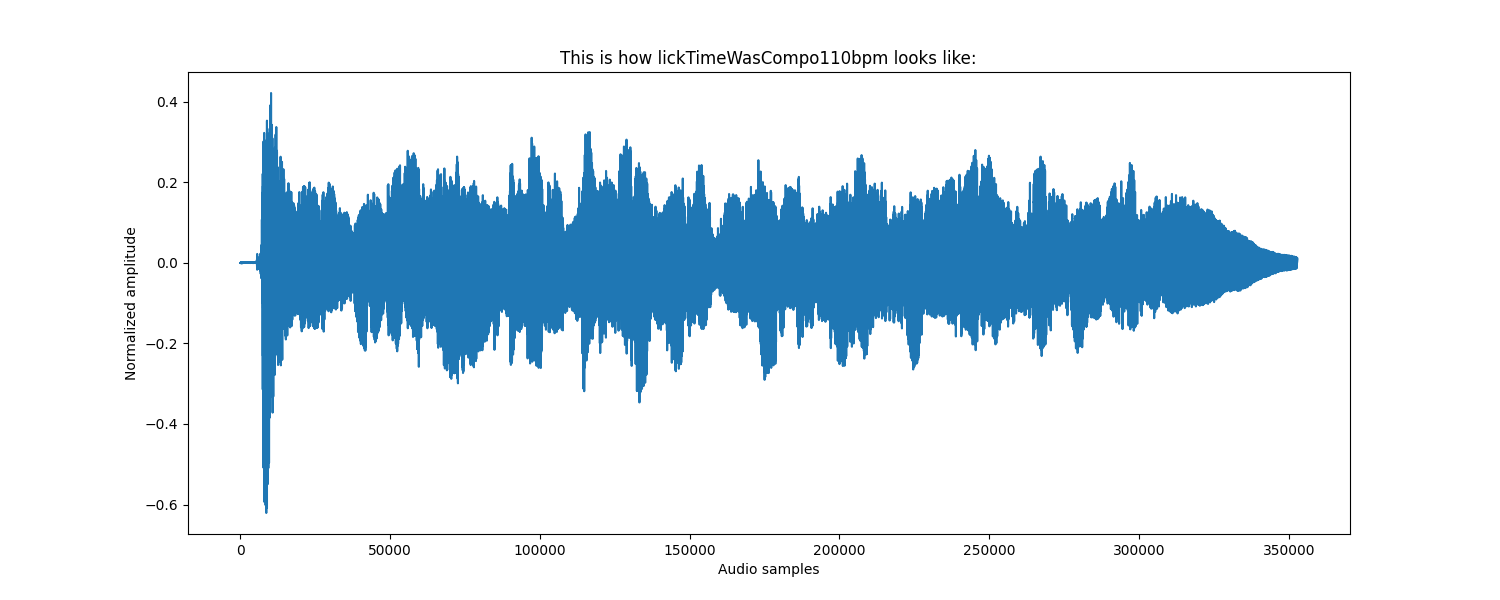 This is how lickTimeWasCompo110bpm looks like:
0.4
0.2
0.0
−0.2
−0.4
−0.6
Normalized amplitude
0 50000 100000 150000 200000 250000 300000 350000
Audio samples